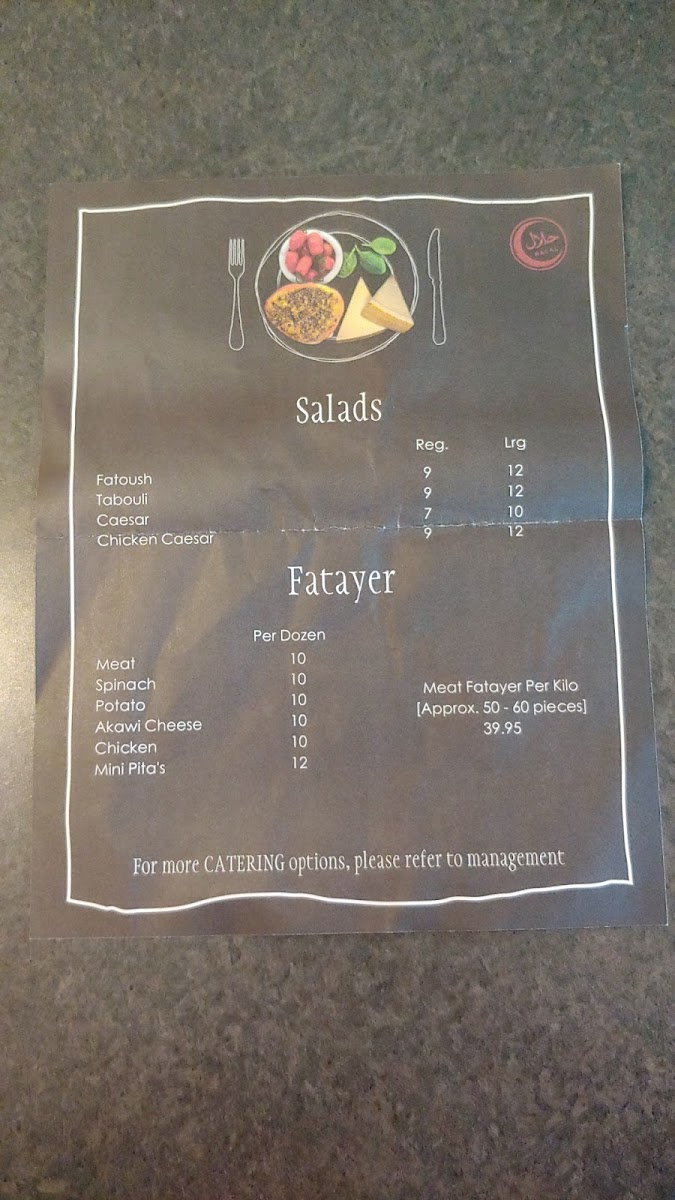 حلال
HALAL
Salads
Reg. Lrg
Fatoush 9 12
Tabouli 9 12
Caesar 7 10
Chicken Caesar 9 12
Fatayer
Per Dozen
Meat 10
Spinach 10
Potato 10
Akawi Cheese 10
Chicken 10
Mini Pita's 12
Meat Fatayer Per Kilo
[Approx. 50 - 60 pieces]
39.95
For more CATERING options, please refer to management